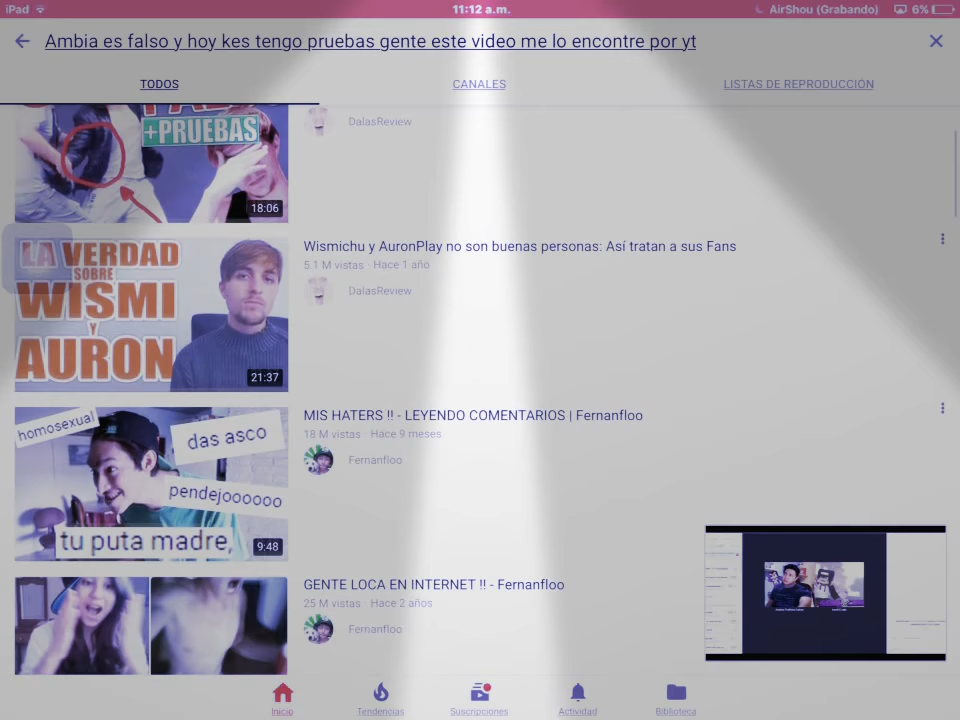 iPad
11:12 a.m.
AirShou (Grabando)
6%
Ambia es falso y hoy kes tengo pruebas gente este video me lo encontre por yt
TODOS
CANALES
LISTAS DE REPRODUCCIÓN
+PRUEBAS
18:06
DalasReview
LA VERDAD
SOBRE
WISMI
Y
AURON
21:37
Wismichu y AuronPlay no son buenas personas: Así tratan a sus Fans
5.1 M vistas · Hace 1 año
DalasReview
homosexual
das asco
pendejoooooo
tu puta madre,
9:48
MIS HATERS !! - LEYENDO COMENTARIOS | Fernanfloo
18 M vistas · Hace 9 meses
Fernanfloo
GENTE LOCA EN INTERNET !! - Fernanfloo
25 M vistas · Hace 2 años
Fernanfloo
Inicio
Tendencias
Suscripciones
Actividad
Biblioteca